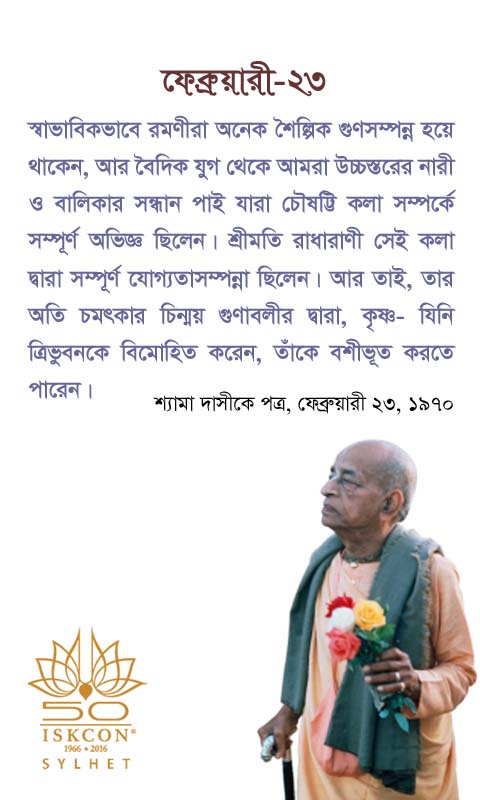 ফেব্রুয়ারী-২৩
স্বাভাবিকভাবে রমণীরা অনেক শৈল্পিক গুণসম্পন্ন হয়ে
থাকেন, আর বৈদিক যুগ থেকে আমরা উচ্চস্তরের নারী
ও বালিকার সন্ধান পাই যারা চৌষট্টি কলা সম্পর্কে
সম্পূর্ণ অভিজ্ঞ ছিলেন। শ্রীমতি রাধারাণী সেই কলা
দ্বারা সম্পূর্ণ যোগ্যতাসম্পন্না ছিলেন। আর তাই, তার
অতি চমৎকার চিন্ময় গুণাবলীর দ্বারা, কৃষ্ণ- যিনি
ত্রিভুবনকে বিমোহিত করেন, তাঁকে বশীভূত করতে
পারেন।
শ্যামা দাসীকে পত্র, ফেব্রুয়ারী ২৩, ১৯৭০
50
ISKCON®
1966 • 2016
SYLHET